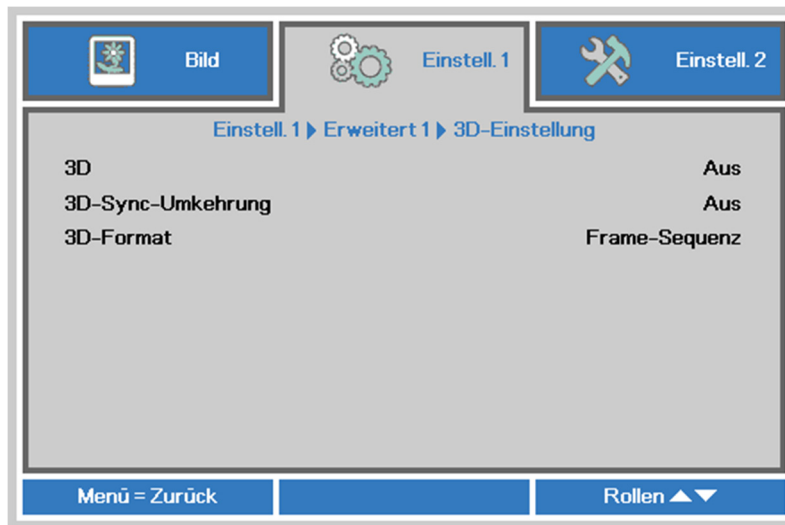 Bild Einstell. 1 Einstell. 2
Einstell. 1 ▶ Erweitert 1 ▶ 3D-Einstellung
3D Aus
3D-Sync-Umkehrung Aus
3D-Format Frame-Sequenz
Menü = Zurück Rollen ▲▼